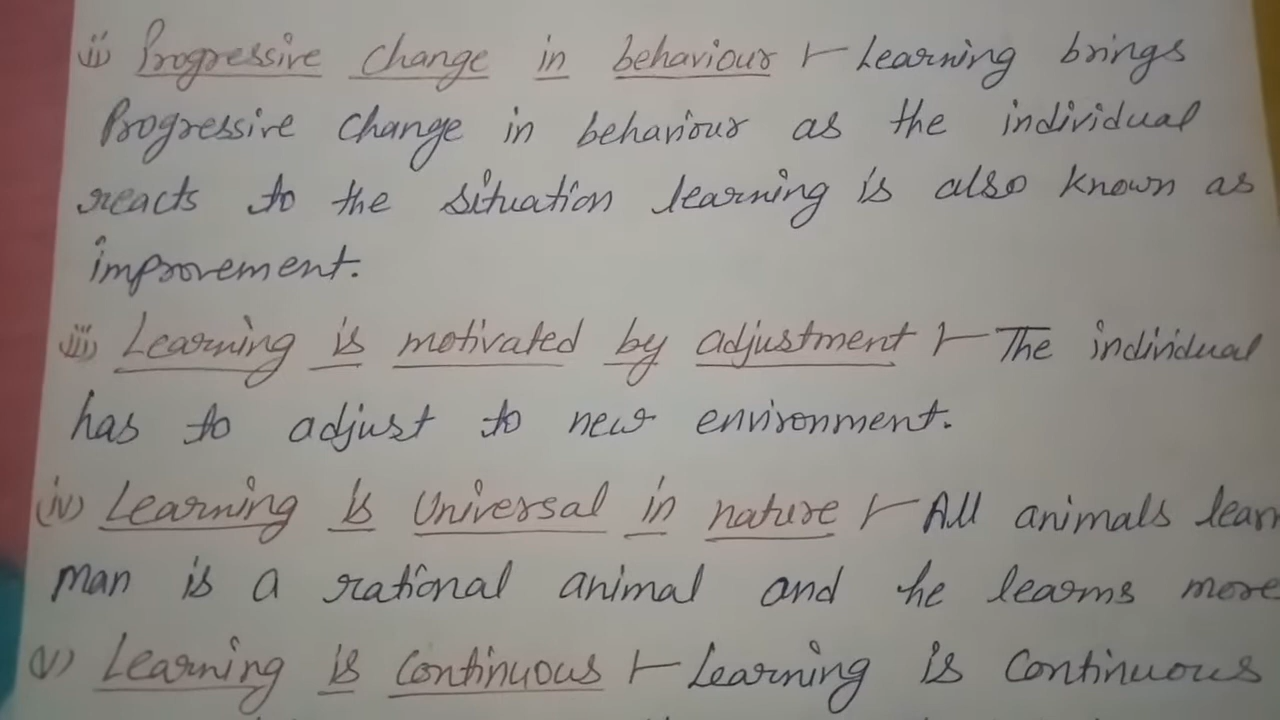 ii) Progressive change in behaviour :- Learning brings
Progressive change in behaviour as the individual
reacts to the situation learning is also known as
improvement.
iii) Learning is motivated by adjustment :- The individual
has to adjust to new environment.
(iv) Learning is Universal in nature :- All animals learn
man is a rational animal and he learns more
(v) Learning is Continuous :- Learning is Continuous